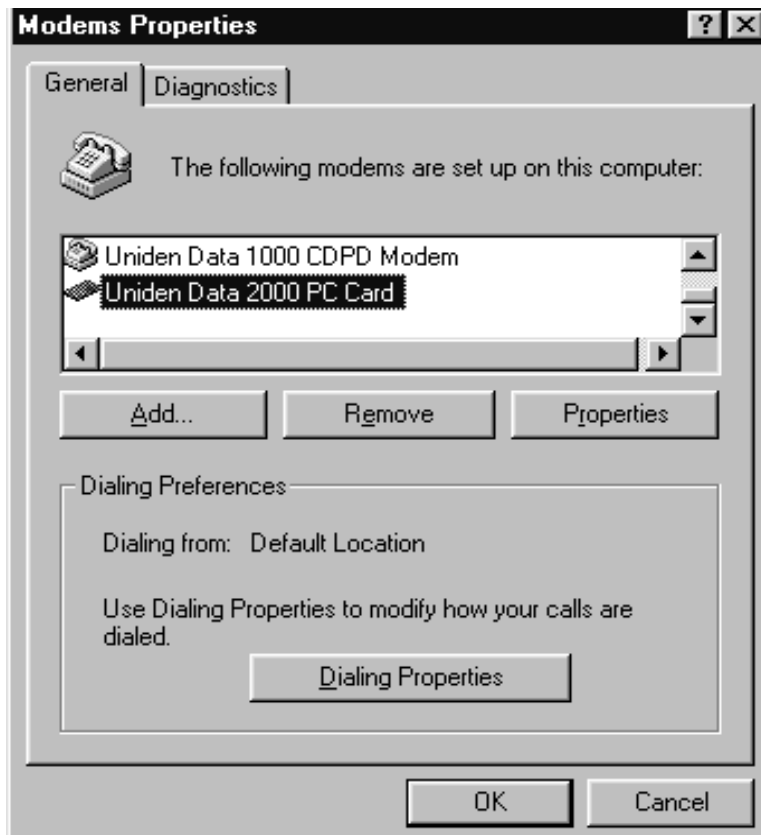 Modems Properties
General Diagnostics
The following modems are set up on this computer:
Uniden Data 1000 CDPD Modem
Uniden Data 2000 PC Card
Add... Remove Properties
Dialing Preferences
Dialing from: Default Location
Use Dialing Properties to modify how your calls are
dialed.
Dialing Properties
OK Cancel